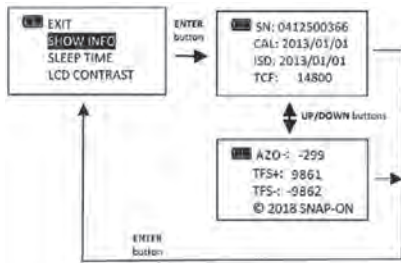 EXIT
SHOW INFO
SLEEP TIME
LCD CONTRAST
ENTER
button
SN: 0412500366
CAL: 2013/01/01
ISD: 2013/01/01
TCF: 14800
UP/DOWN buttons
AZO-: -299
TFS+: 9861
TFS-: -9862
© 2018 SNAP-ON
ENTER
button